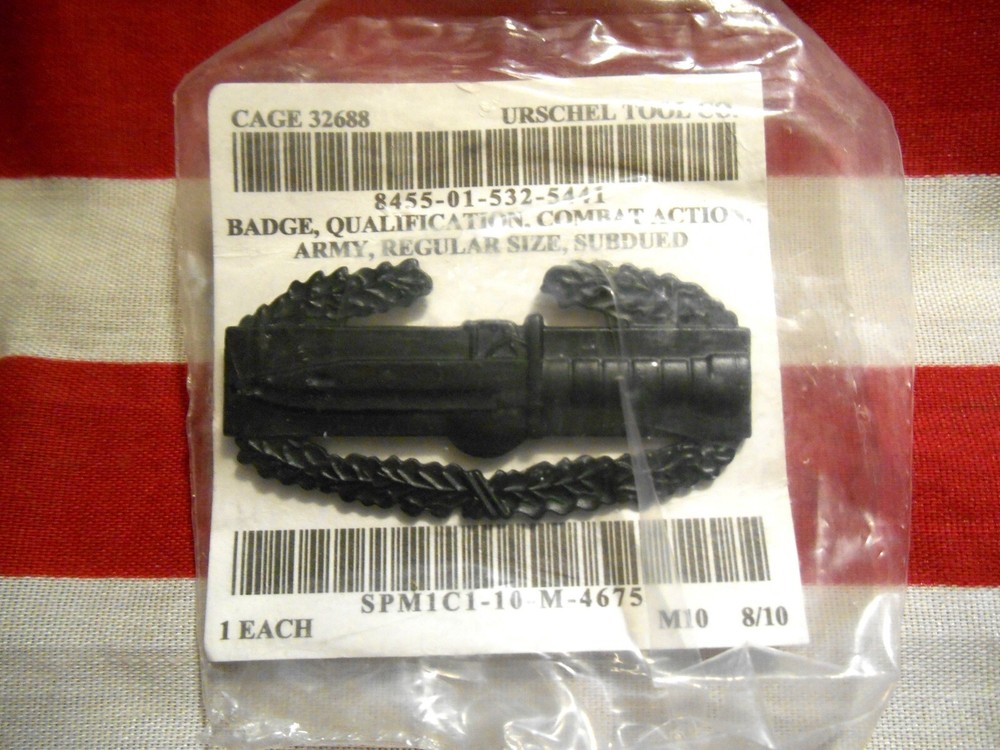 CAGE 32688 URSCHEL TOOL CO.
8455-01-532-5441
BADGE, QUALIFICATION, COMBAT ACTION,
ARMY, REGULAR SIZE, SUBDUED
SPM1C1-10-M-4675
1 EACH M10 8/10